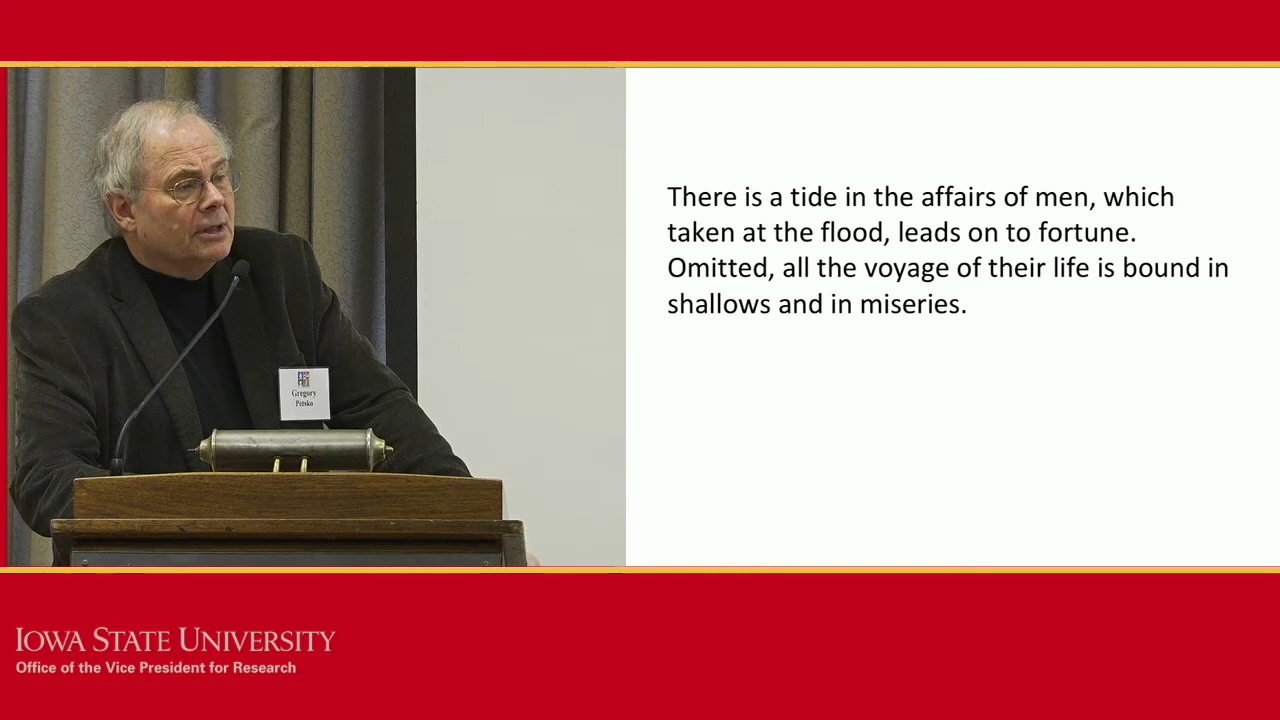 There is a tide in the affairs of men, which
taken at the flood, leads on to fortune.
Omitted, all the voyage of their life is bound in
shallows and in miseries.
Gregory
Petsko
IOWA STATE UNIVERSITY
Office of the Vice President for Research